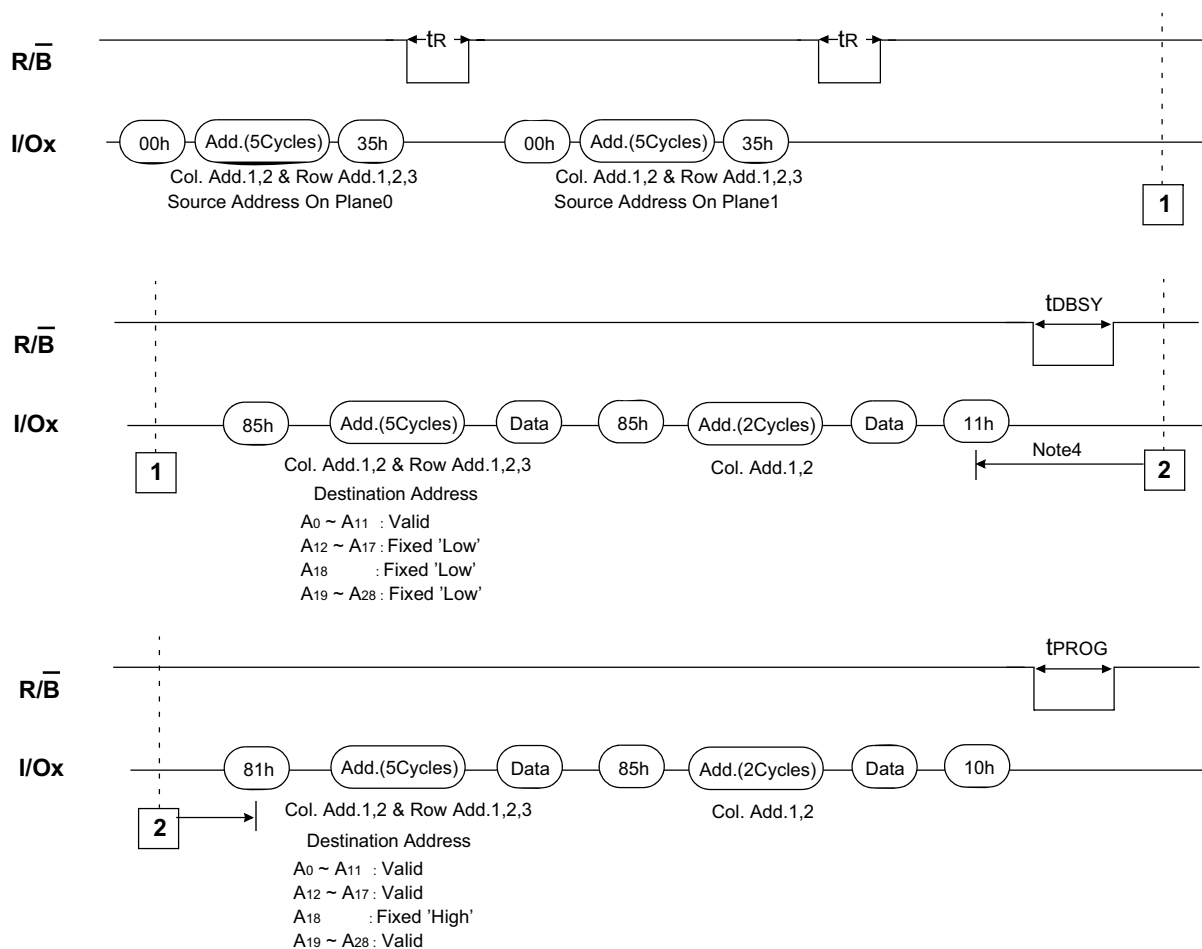 tR tR
R/B̅
I/Ox 00h Add.(5Cycles) 35h 00h Add.(5Cycles) 35h
Col. Add.1,2 & Row Add.1,2,3 Col. Add.1,2 & Row Add.1,2,3
Source Address On Plane0 Source Address On Plane1
1
tDBSY
R/B̅
I/Ox 85h Add.(5Cycles) Data 85h Add.(2Cycles) Data 11h
1 Col. Add.1,2 & Row Add.1,2,3 Col. Add.1,2 Note4 2
Destination Address
A0 ~ A11 : Valid
A12 ~ A17 : Fixed 'Low'
A18 : Fixed 'Low'
A19 ~ A28 : Fixed 'Low'
tPROG
R/B̅
I/Ox 81h Add.(5Cycles) Data 85h Add.(2Cycles) Data 10h
2 Col. Add.1,2 & Row Add.1,2,3 Col. Add.1,2
Destination Address
A0 ~ A11 : Valid
A12 ~ A17 : Valid
A18 : Fixed 'High'
A19 ~ A28 : Valid